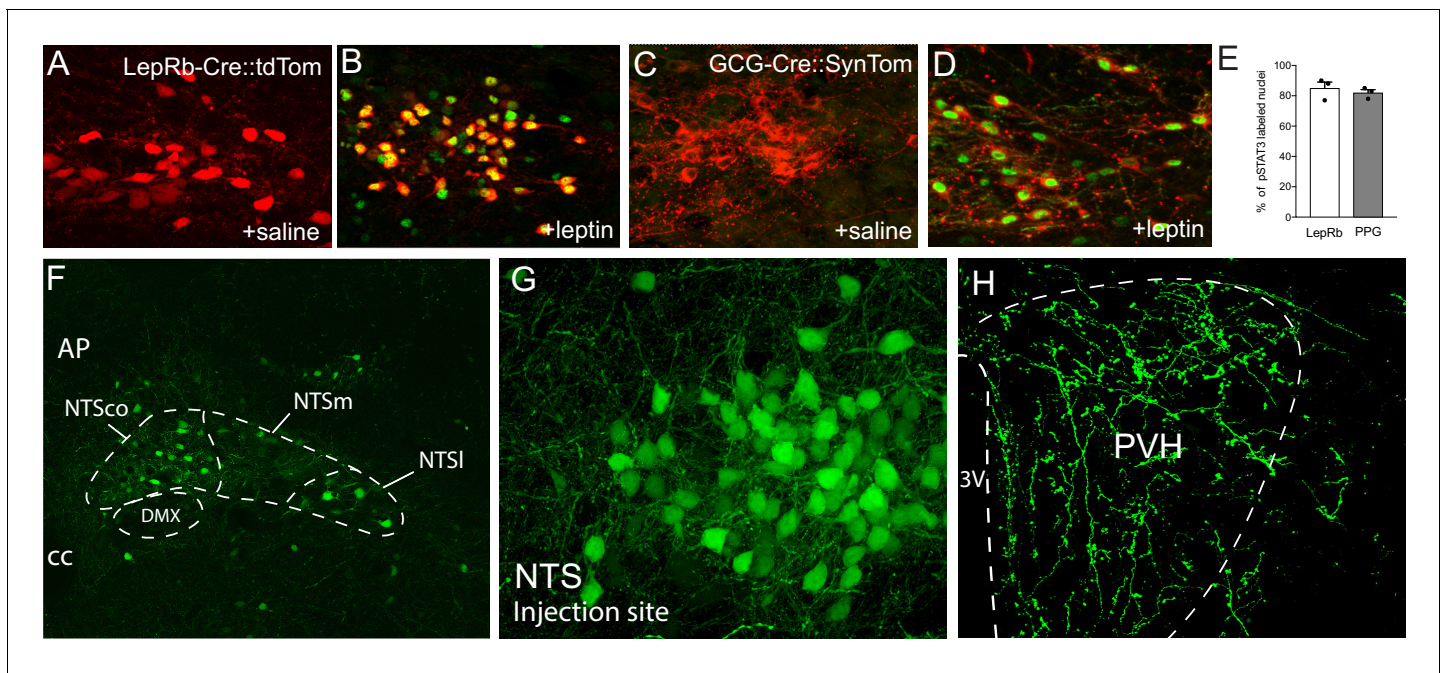 A
LepRb-Cre::tdTom
+saline
B
+leptin
C
GCG-Cre::SynTom
+saline
D
+leptin
E
% of pSTAT3 labeled nuclei
100
80
60
40
20
0
LepRb PPG
F
AP
NTSco
NTSm
NTSl
DMX
cc
G
NTS
Injection site
H
PVH
3V